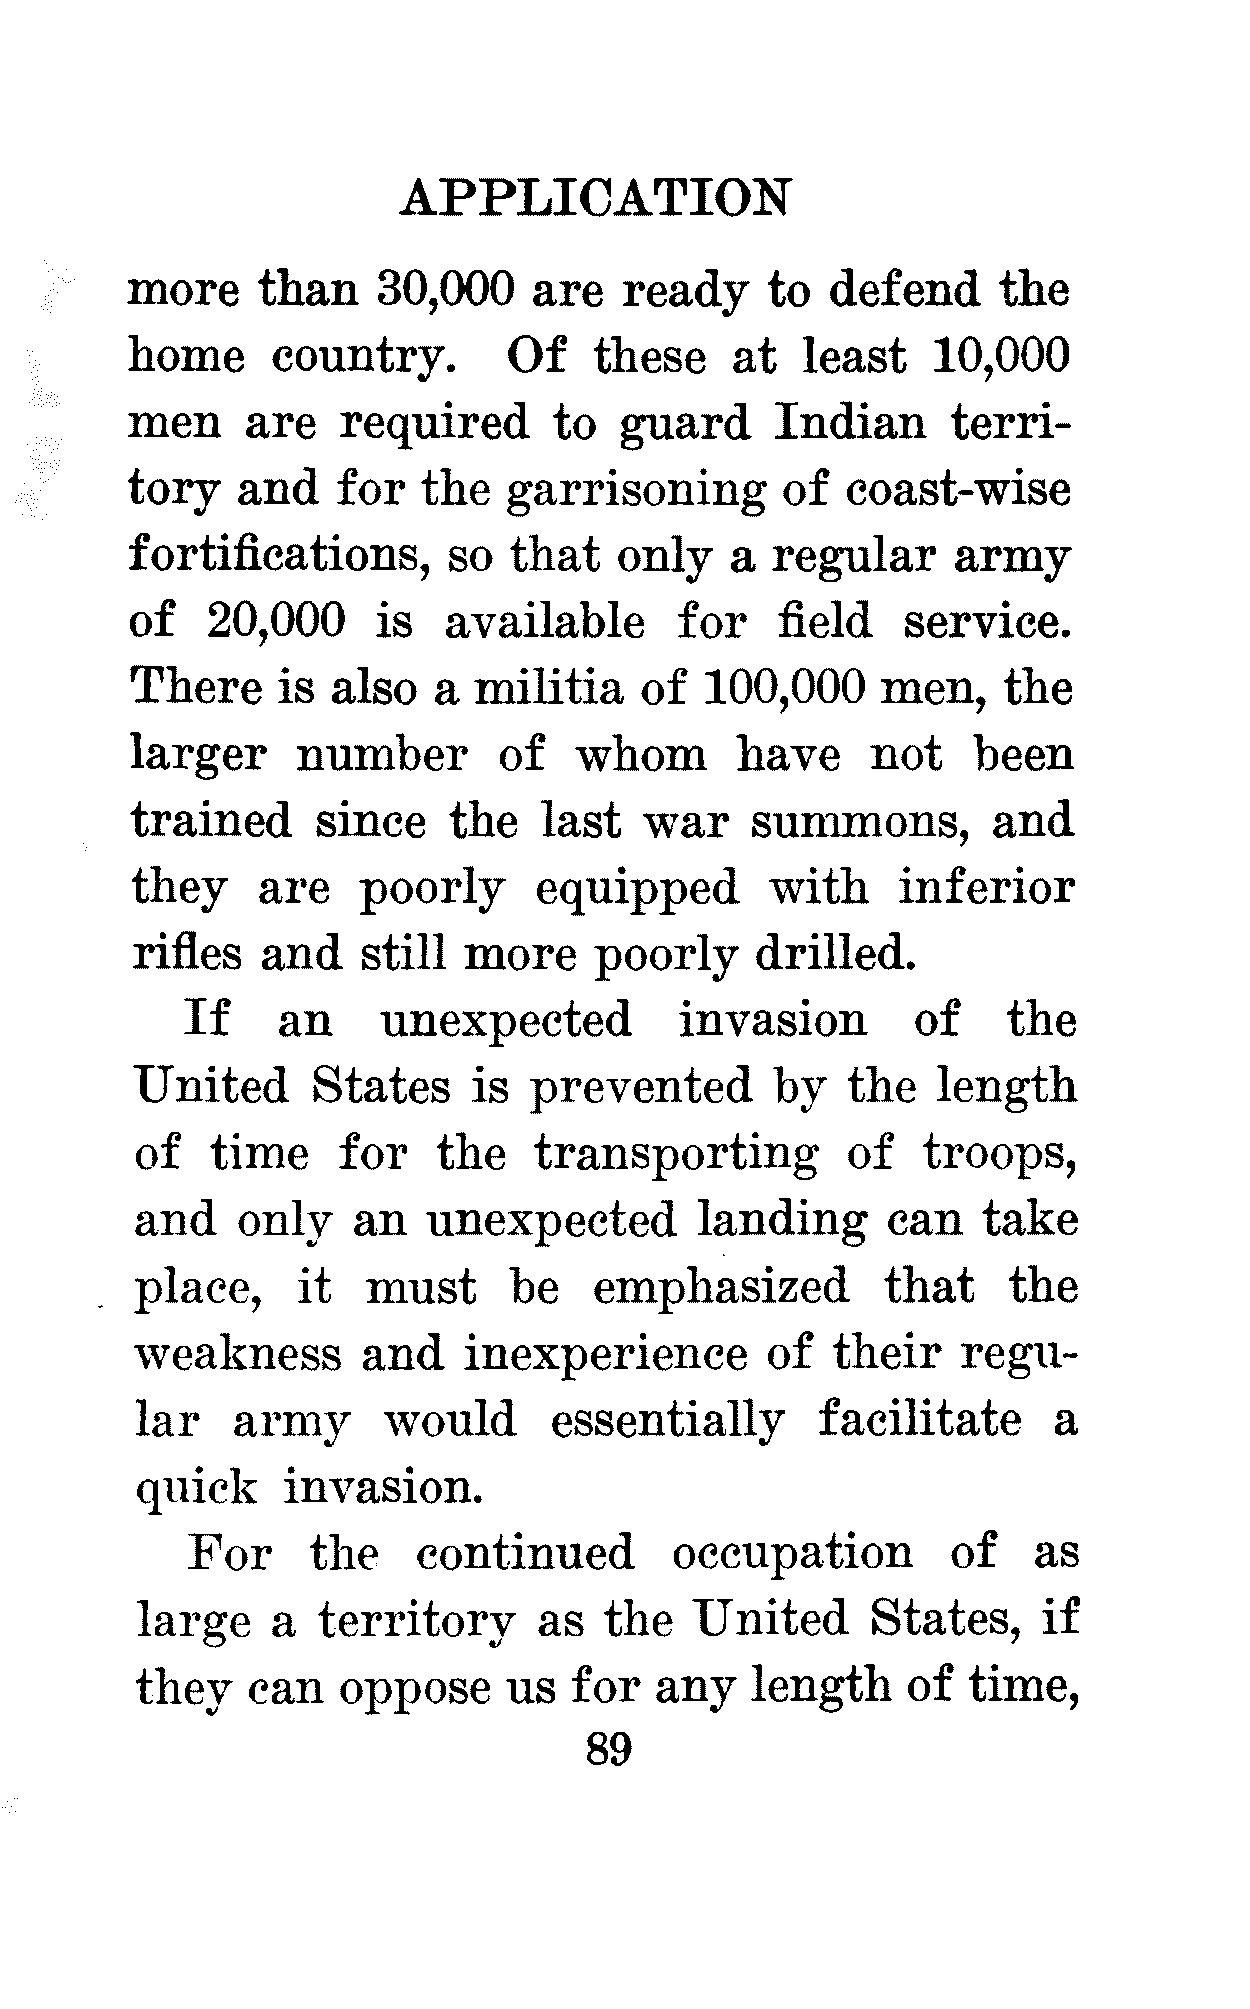 APPLICATION
more than 30,000 are ready to defend the
home country. Of these at least 10,000
men are required to guard Indian terri-
tory and for the garrisoning of coast-wise
fortifications, so that only a regular army
of 20,000 is available for field service.
There is also a militia of 100,000 men, the
larger number of whom have not been
trained since the last war summons, and
they are poorly equipped with inferior
rifles and still more poorly drilled.
If an unexpected invasion of the
United States is prevented by the length
of time for the transporting of troops,
and only an unexpected landing can take
place, it must be emphasized that the
weakness and inexperience of their regu-
lar army would essentially facilitate a
quick invasion.
For the continued occupation of as
large a territory as the United States, if
they can oppose us for any length of time,
89